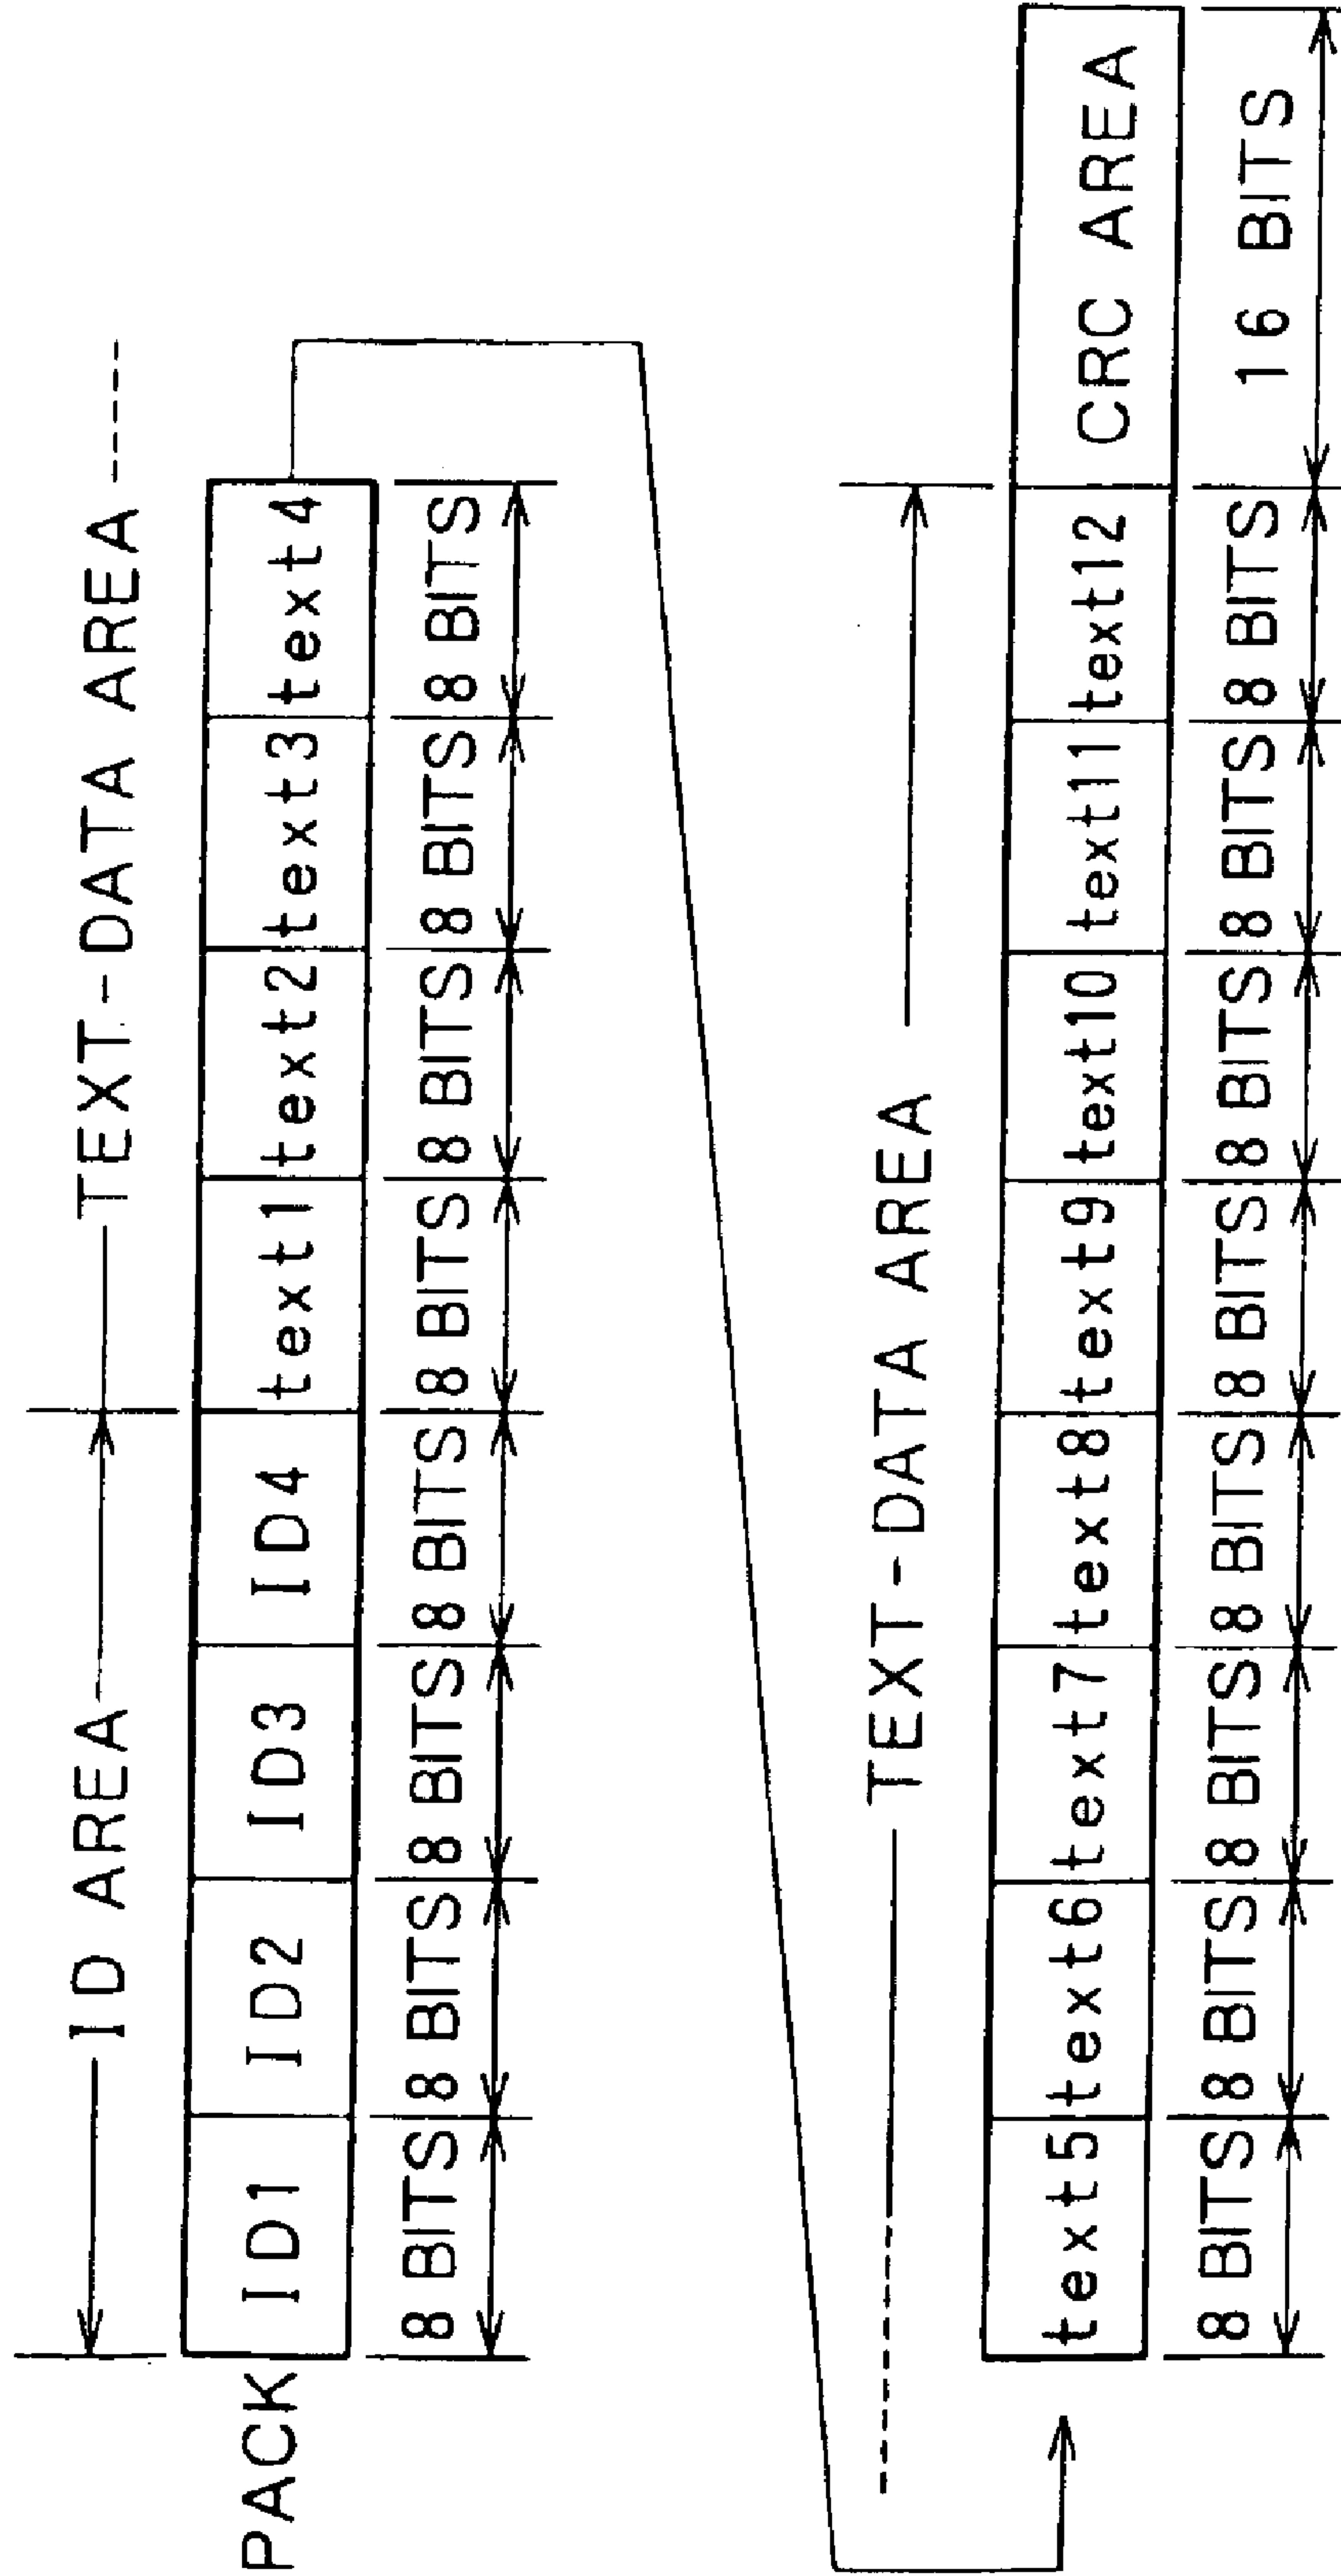 ID AREA TEXT-DATA AREA
PACK ID1 ID2 ID3 ID4 text1 text2 text3 text4
8 BITS 8 BITS 8 BITS 8 BITS 8 BITS 8 BITS 8 BITS 8 BITS
TEXT-DATA AREA
text5 text6 text7 text8 text9 text10 text11 text12 CRC AREA
8 BITS 8 BITS 8 BITS 8 BITS 8 BITS 8 BITS 8 BITS 8 BITS 16 BITS